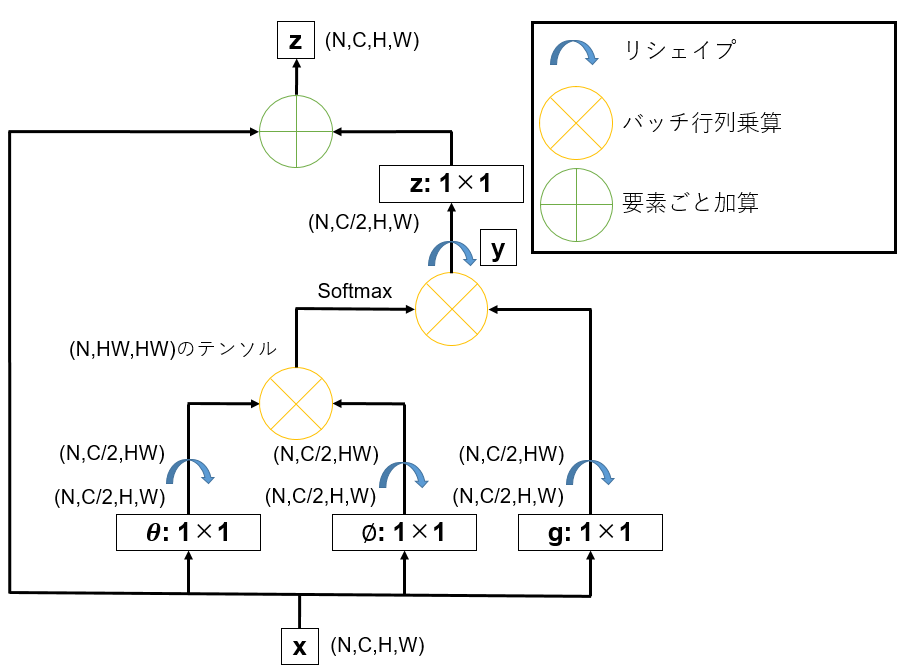 z (N,C,H,W)
リシェイプ
バッチ行列乗算
要素ごと加算
z: 1×1
(N,C/2,H,W)
y
Softmax
(N,HW,HW)のテンソル
(N,C/2,HW) (N,C/2,HW) (N,C/2,HW)
(N,C/2,H,W) (N,C/2,H,W) (N,C/2,H,W)
θ: 1×1 ∅: 1×1 g: 1×1
x (N,C,H,W)